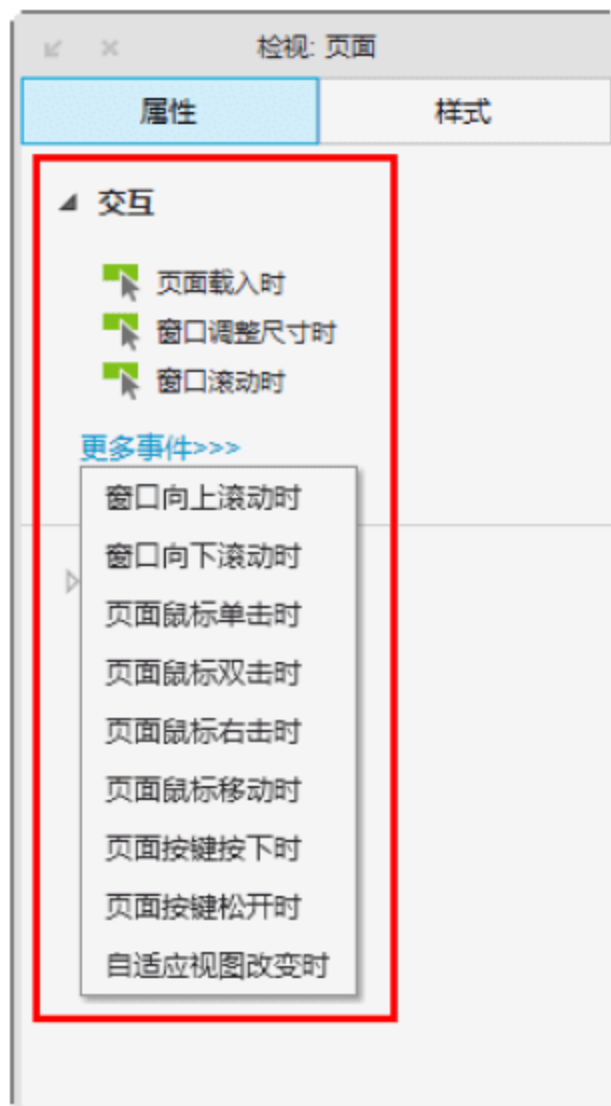 检视: 页面
属性 样式
交互
页面载入时
窗口调整尺寸时
窗口滚动时
更多事件>>>
窗口向上滚动时
窗口向下滚动时
页面鼠标单击时
页面鼠标双击时
页面鼠标右击时
页面鼠标移动时
页面按键按下时
页面按键松开时
自适应视图改变时